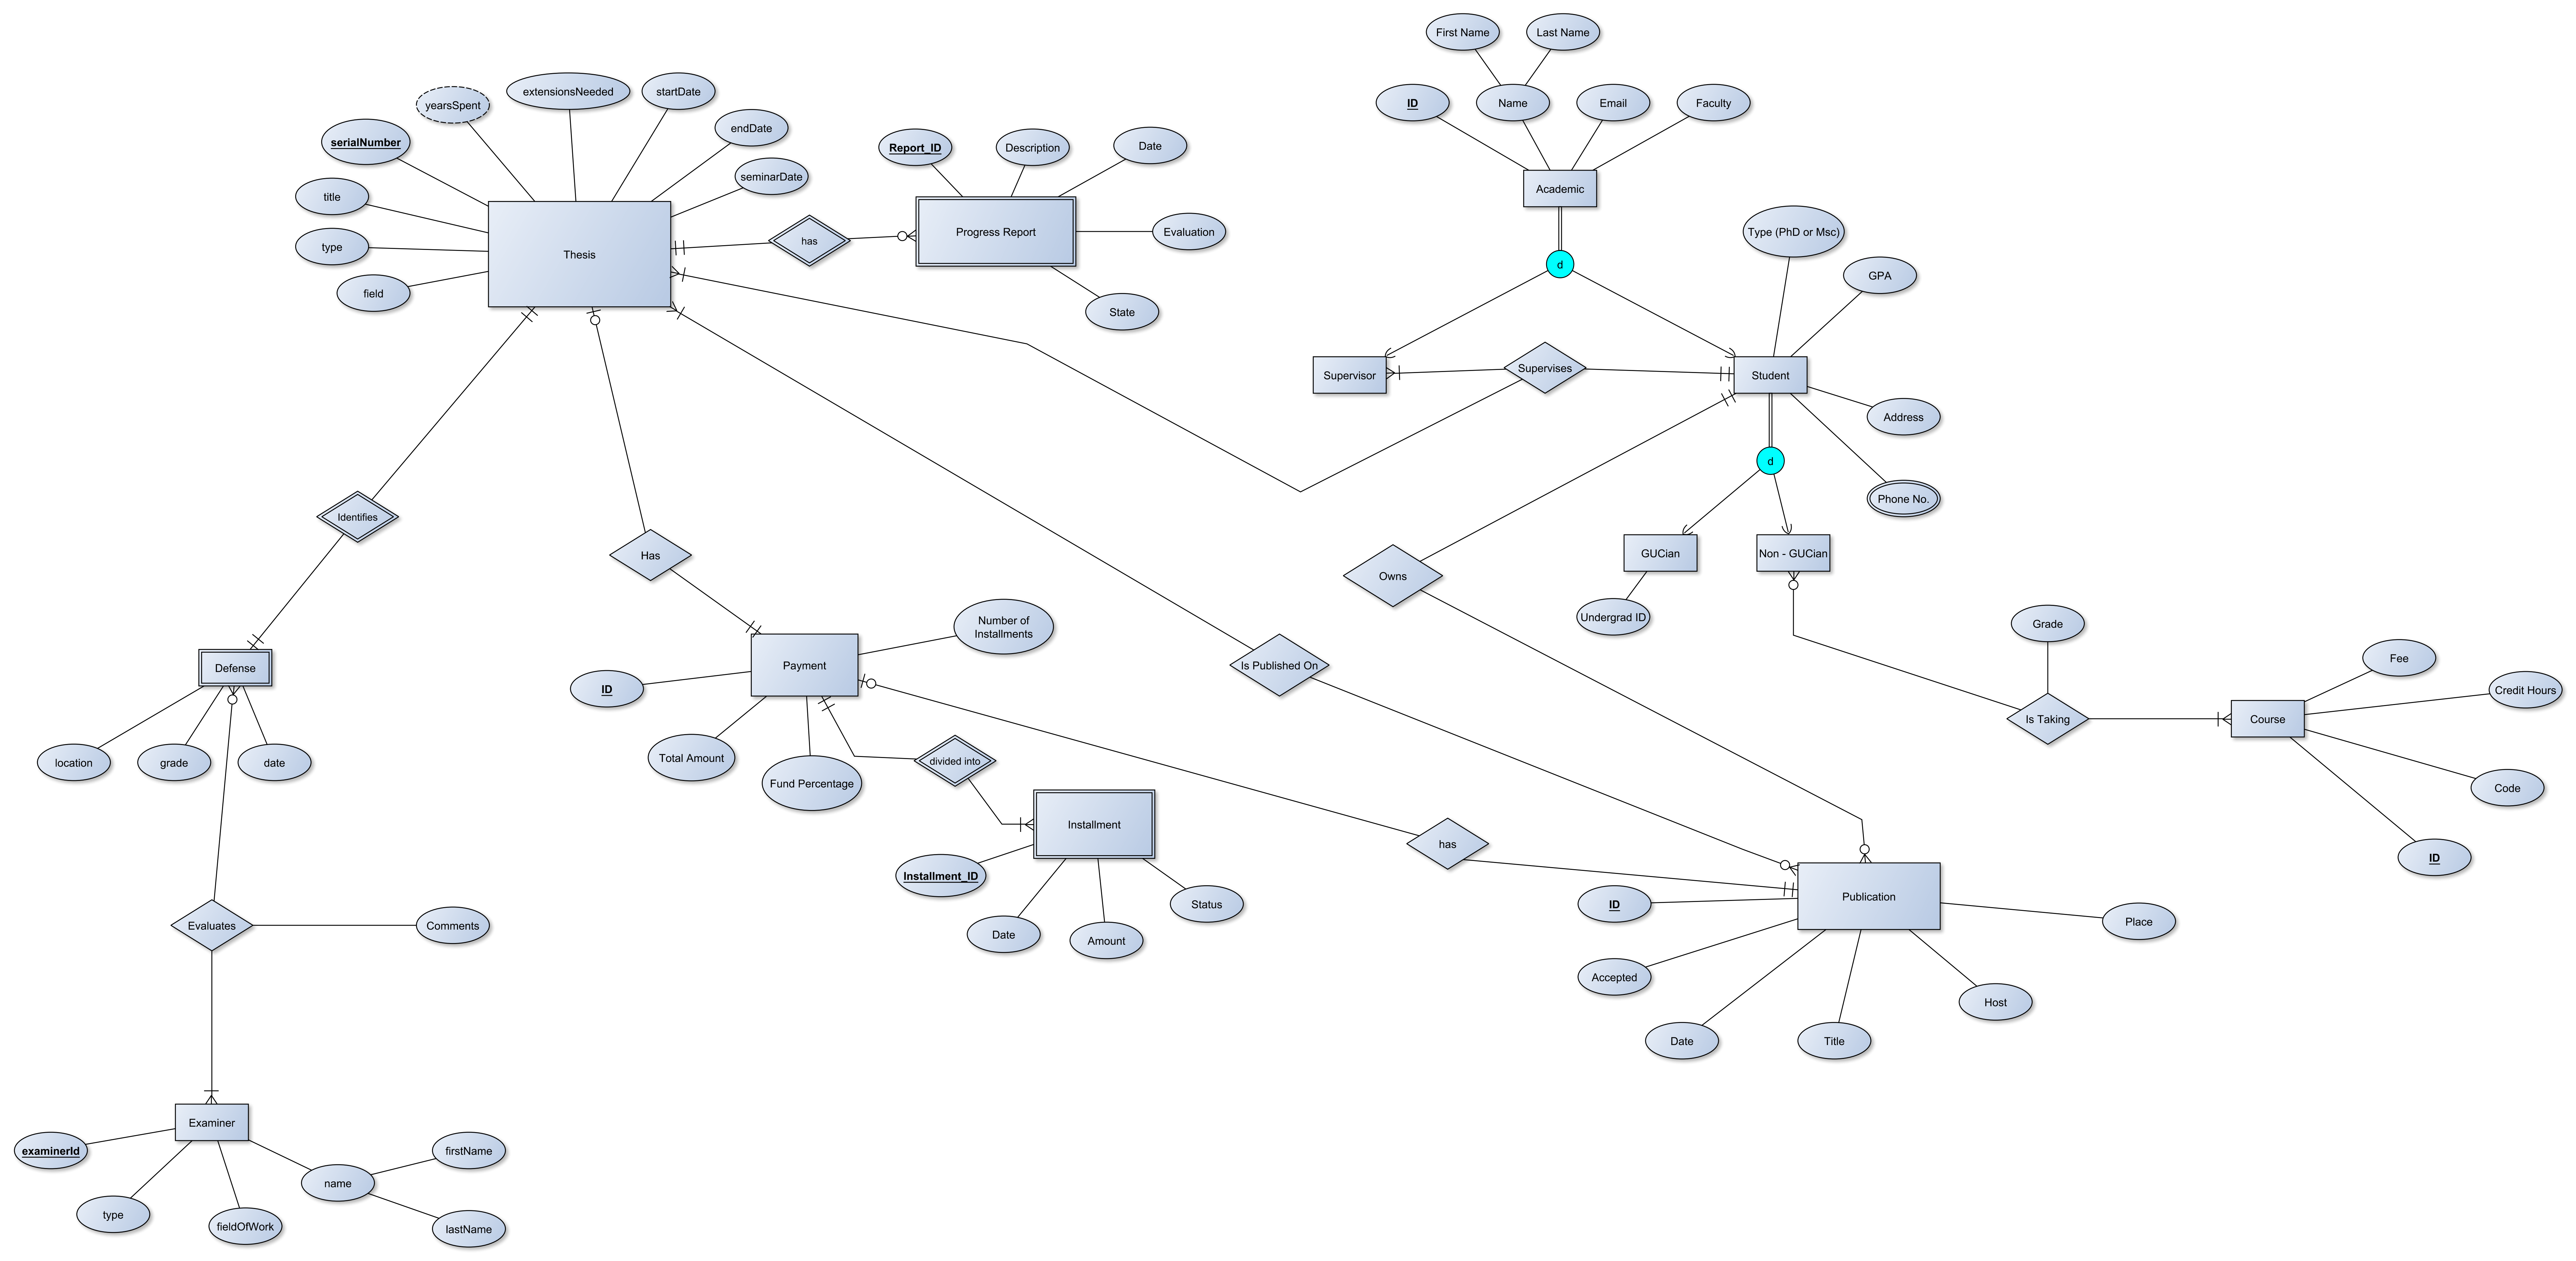 First Name
Last Name
yearsSpent
extensionsNeeded
startDate
ID
Name
Email
Faculty
serialNumber
endDate
Report_ID
Description
Date
title
seminarDate
Academic
type
Thesis
has
Progress Report
Evaluation
Type (PhD or Msc)
d
GPA
field
State
Supervisor
Supervises
Student
Address
d
Phone No.
Identifies
Has
Owns
GUCian
Non - GUCian
Undergrad ID
Number of
Installments
Grade
Defense
Payment
Is Published On
Fee
ID
Credit Hours
Is Taking
Course
location
grade
date
Total Amount
Fund Percentage
divided into
Code
Installment
has
ID
Installment_ID
Status
Publication
ID
Evaluates
Comments
Date
Amount
Place
Accepted
Host
Date
Title
Examiner
examinerId
firstName
name
type
fieldOfWork
lastName